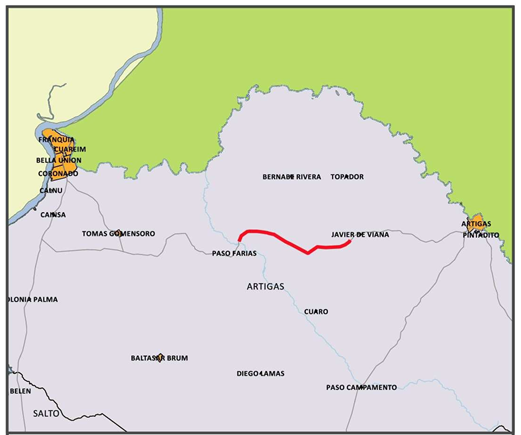 FRANQUIA
CUAREIM
BELLA UNION
CORONADO
CALNU
CAINSA
BERNABE RIVERA
TOPADOR
TOMAS GOMENSORO
ARTIGAS
PINTADITO
JAVIER DE VIANA
PASO FARIAS
ARTIGAS
OLONIA PALMA
CUARO
BALTASAR BRUM
DIEGO LAMAS
BELEN
PASO CAMPAMENTO
SALTO